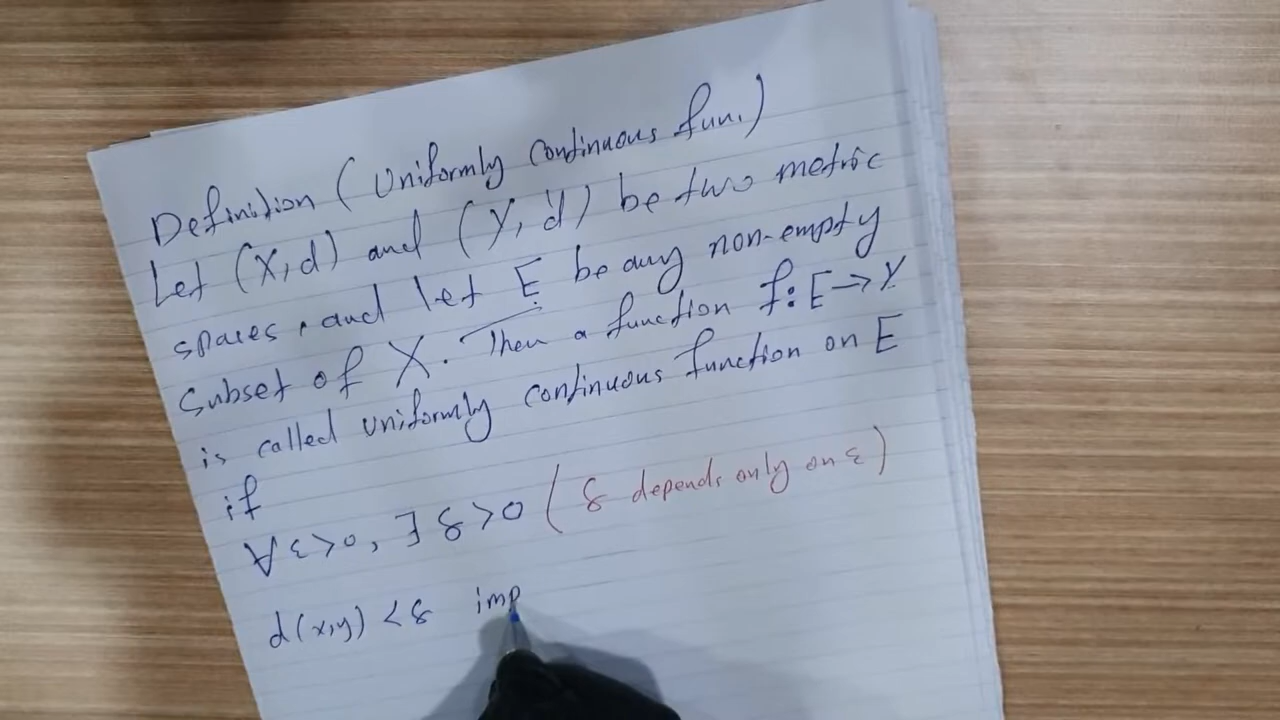 Definition (Uniformly Continuous fun.)
Let (X,d) and (Y,d') be two metric
spaces, and let E be any non-empty
subset of X. Then a function f:E→Y
is called uniformly continuous function on E
if
∀ε>0, ∃ δ>0 (δ depends only on ε)
d(x,y) <δ imp